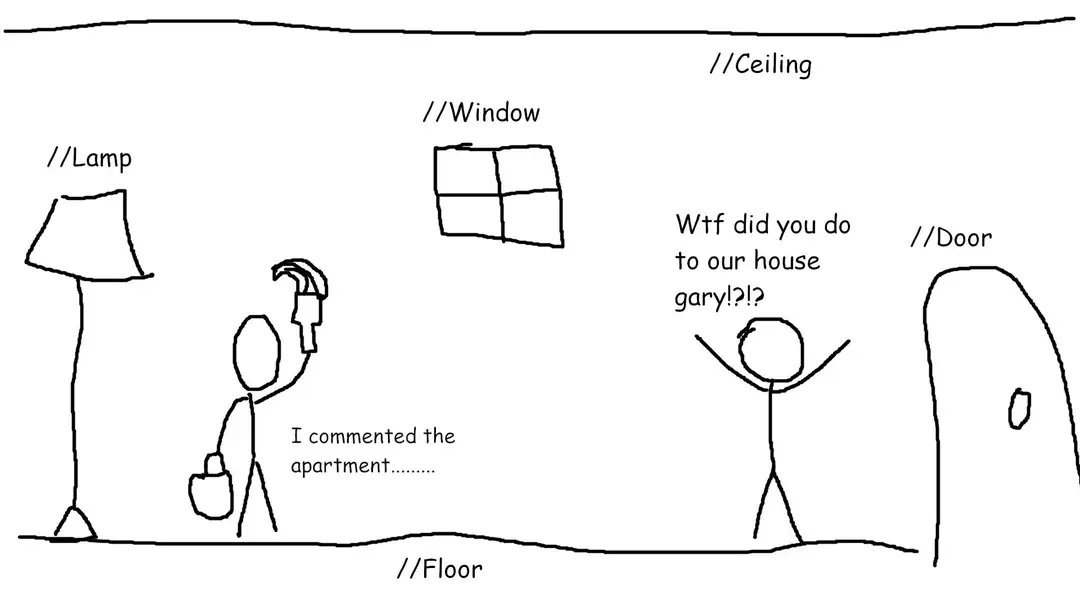 //Ceiling
//Window
//Lamp
Wtf did you do
to our house
gary!?!?
//Door
I commented the
apartment.........
//Floor